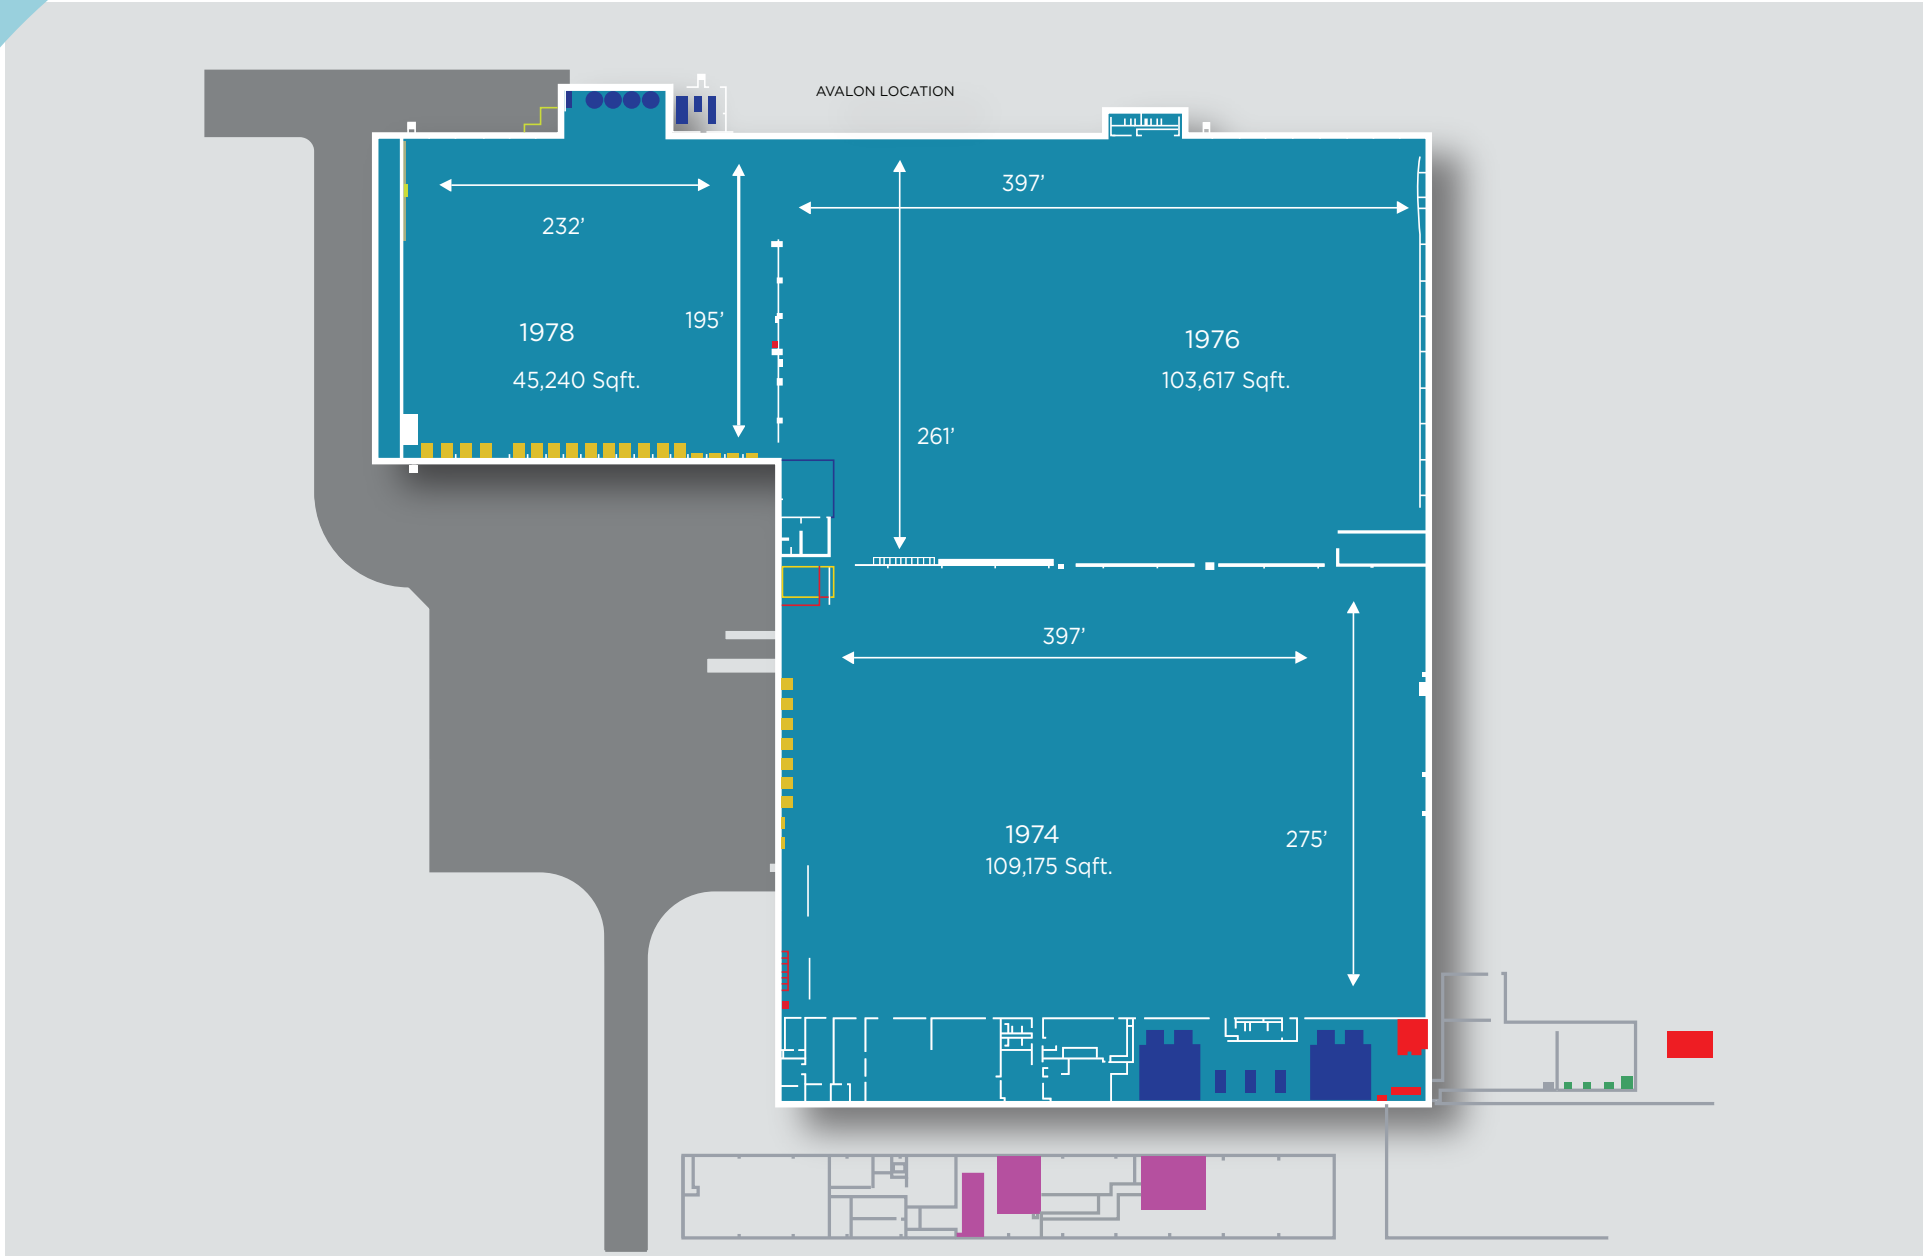 AVALON LOCATION
397’
232’
195’
1978
45,240 Sqft.
1976
103,617 Sqft.
261’
397’
1974
109,175 Sqft.
275’